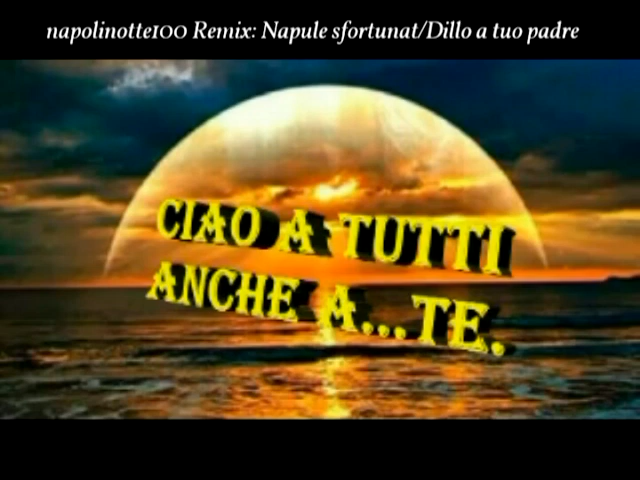 napolinotte100 Remix: Napule sfortunat/Dillo a tuo padre
CIAO A TUTTI
ANCHE A...TE.